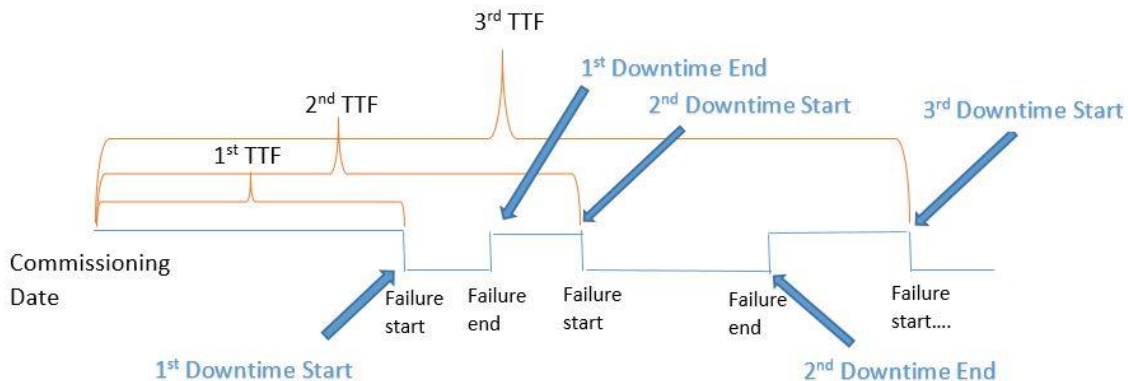 3rd TTF
1st Downtime End
2nd TTF
2nd Downtime Start
3rd Downtime Start
1st TTF
Commissioning
Date
Failure
start
Failure
end
Failure
start
Failure
end
Failure
start....
1st Downtime Start
2nd Downtime End